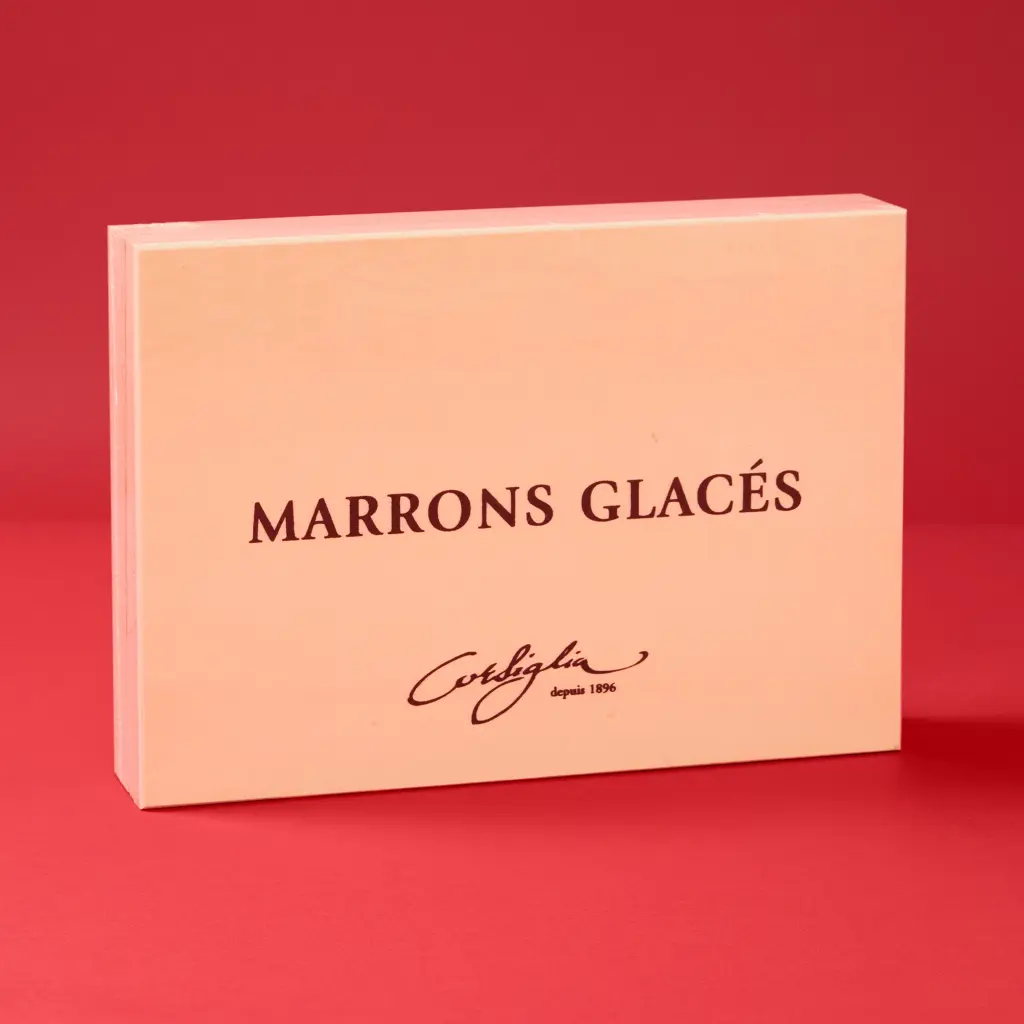 MARRONS GLACÉS
Corsiglia
depuis 1896